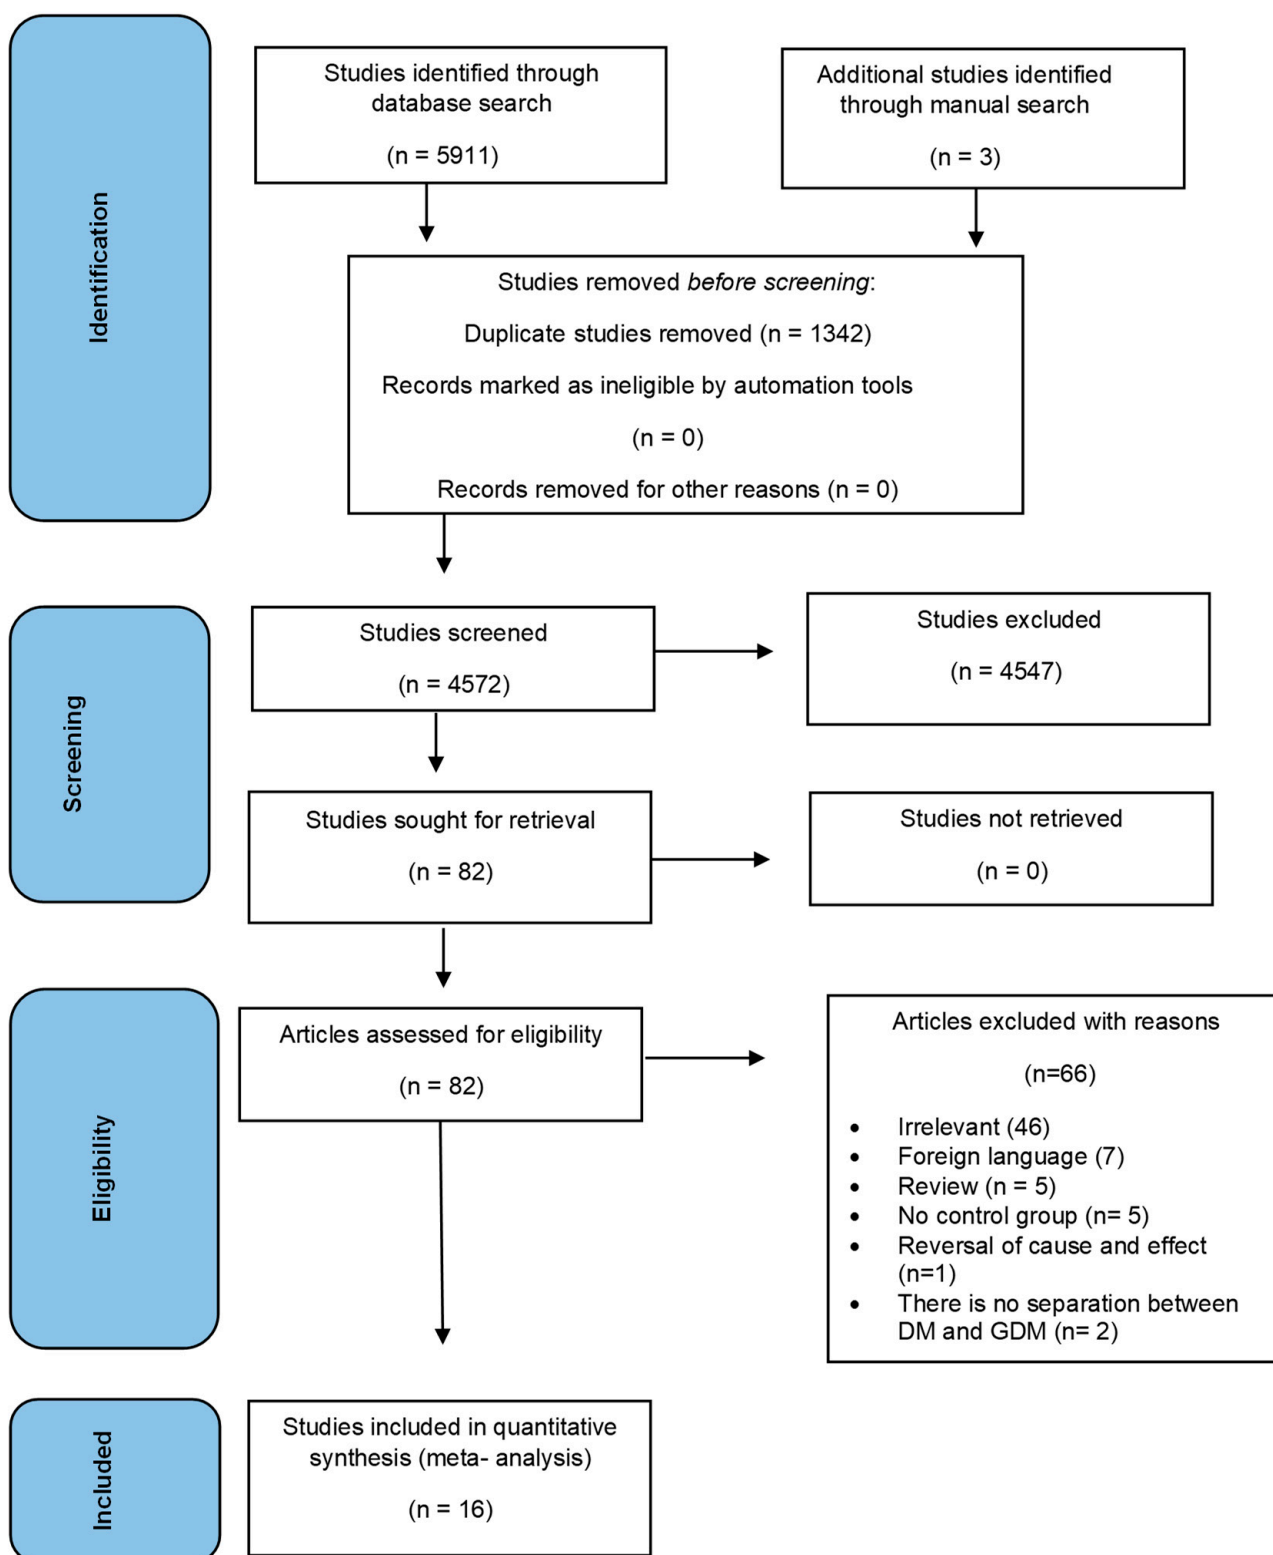 Identification
Studies identified through
database search
(n = 5911)
Additional studies identified
through manual search
(n = 3)
Studies removed before screening:
Duplicate studies removed (n = 1342)
Records marked as ineligible by automation tools
(n = 0)
Records removed for other reasons (n = 0)
Screening
Studies screened
(n = 4572)
Studies excluded
(n = 4547)
Studies sought for retrieval
(n = 82)
Studies not retrieved
(n = 0)
Eligibility
Articles assessed for eligibility
(n = 82)
Articles excluded with reasons
(n=66)
• Irrelevant (46)
• Foreign language (7)
• Review (n = 5)
• No control group (n= 5)
• Reversal of cause and effect
(n=1)
• There is no separation between
DM and GDM (n= 2)
Included
Studies included in quantitative
synthesis (meta- analysis)
(n = 16)